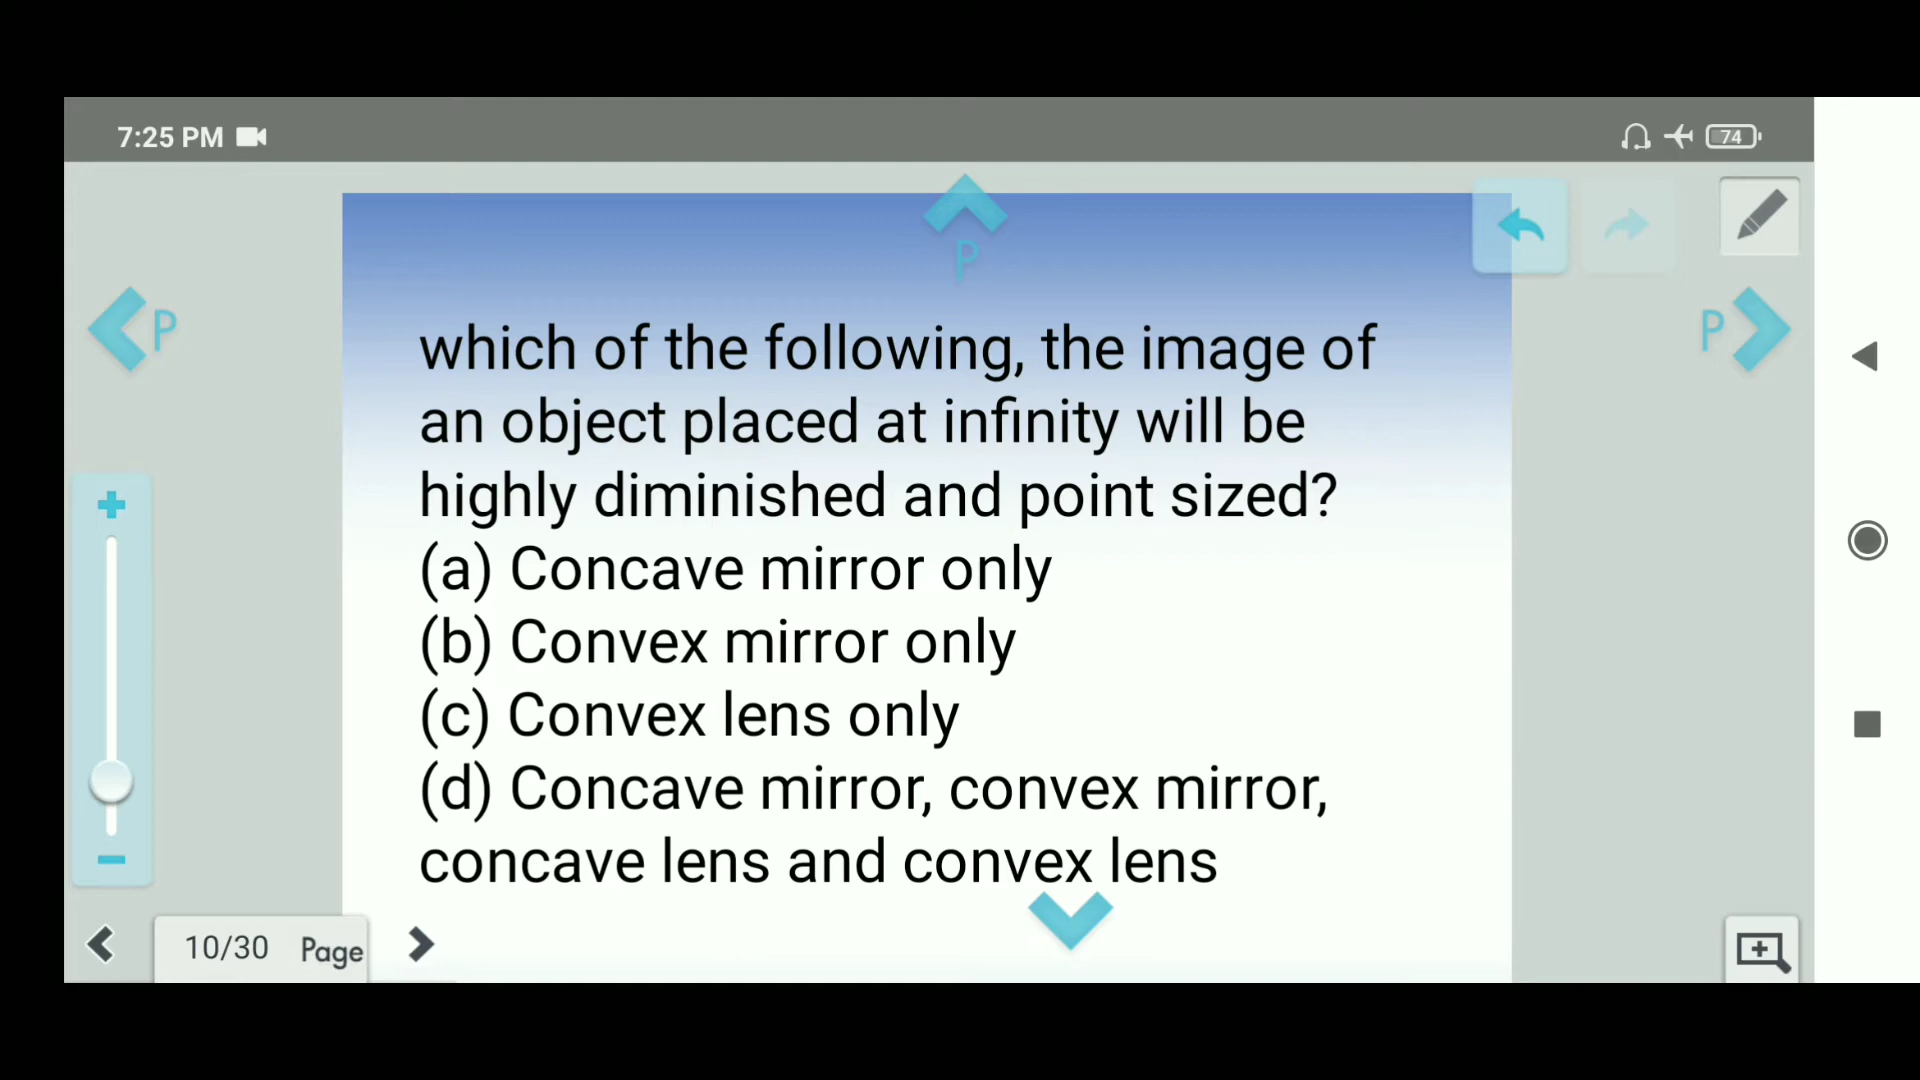 7:25 PM
74
P
P
P
which of the following, the image of
an object placed at infinity will be
highly diminished and point sized?
(a) Concave mirror only
(b) Convex mirror only
(c) Convex lens only
(d) Concave mirror, convex mirror,
concave lens and convex lens
10/30 Page